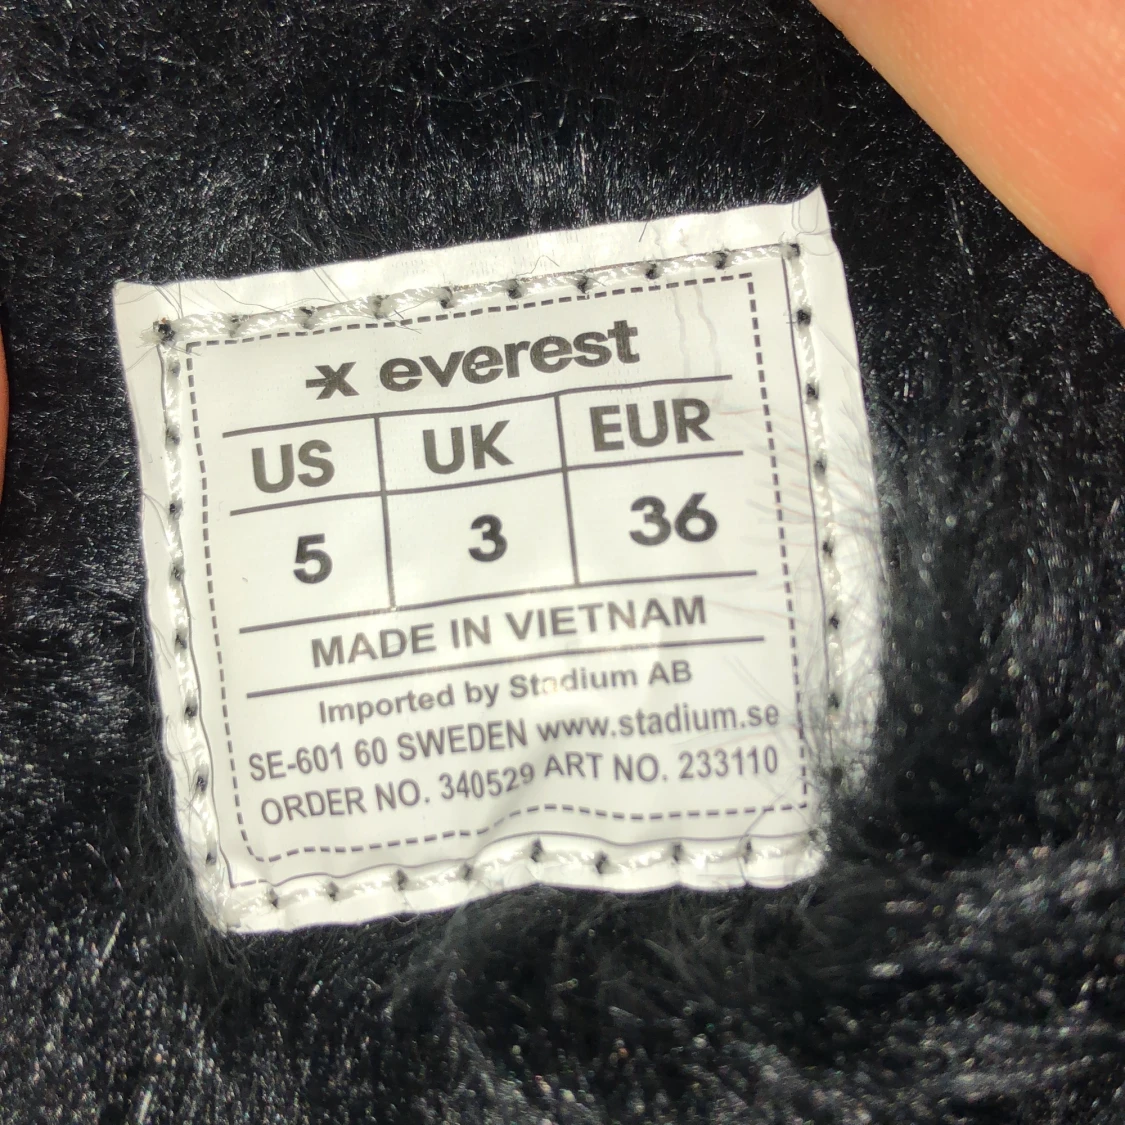 everest
US UK EUR
5 3 36
MADE IN VIETNAM
Imported by Stadium AB
SE-601 60 SWEDEN www.stadium.se
ORDER NO. 340529 ART NO. 233110